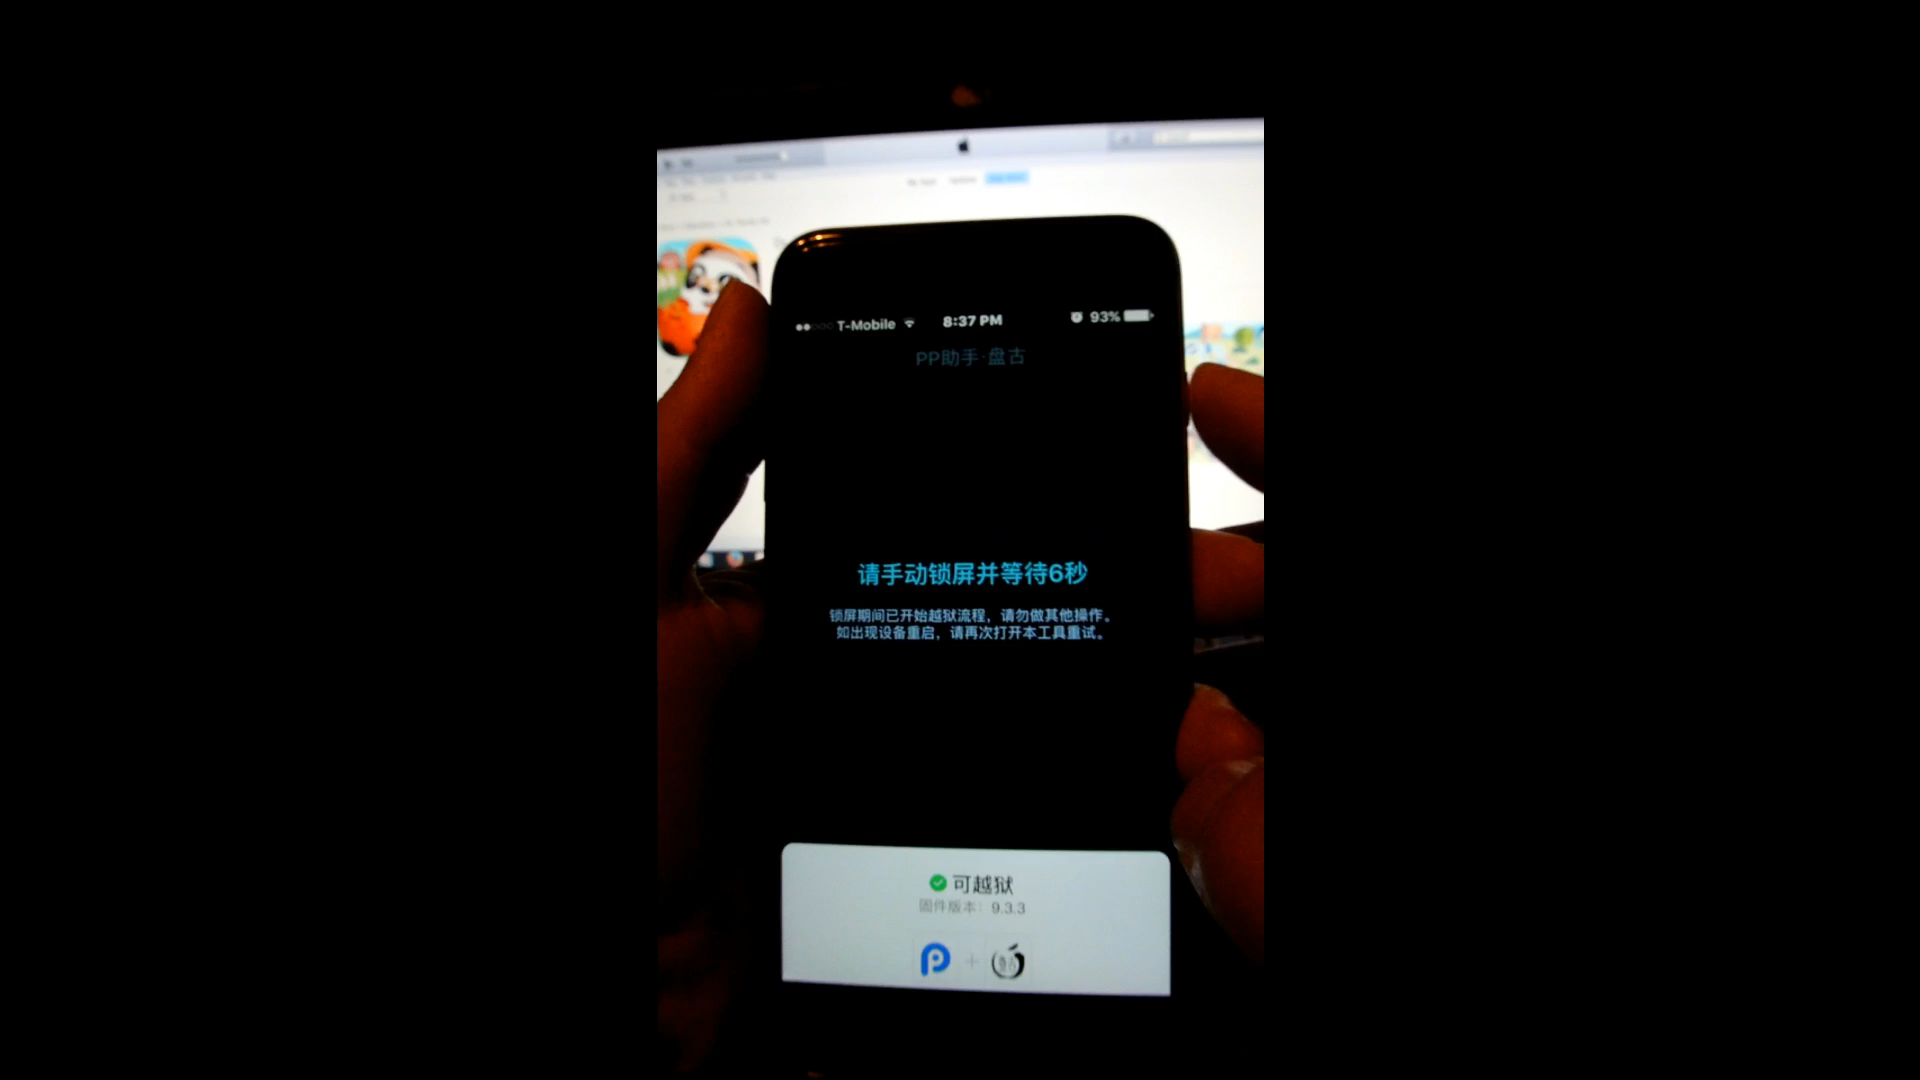 T-Mobile 8:37 PM 93%
PP助手·盘古
请手动锁屏并等待6秒
锁屏期间已开始越狱流程，请勿做其他操作。
如出现设备重启，请再次打开本工具重试。
可越狱
固件版本：9.3.3